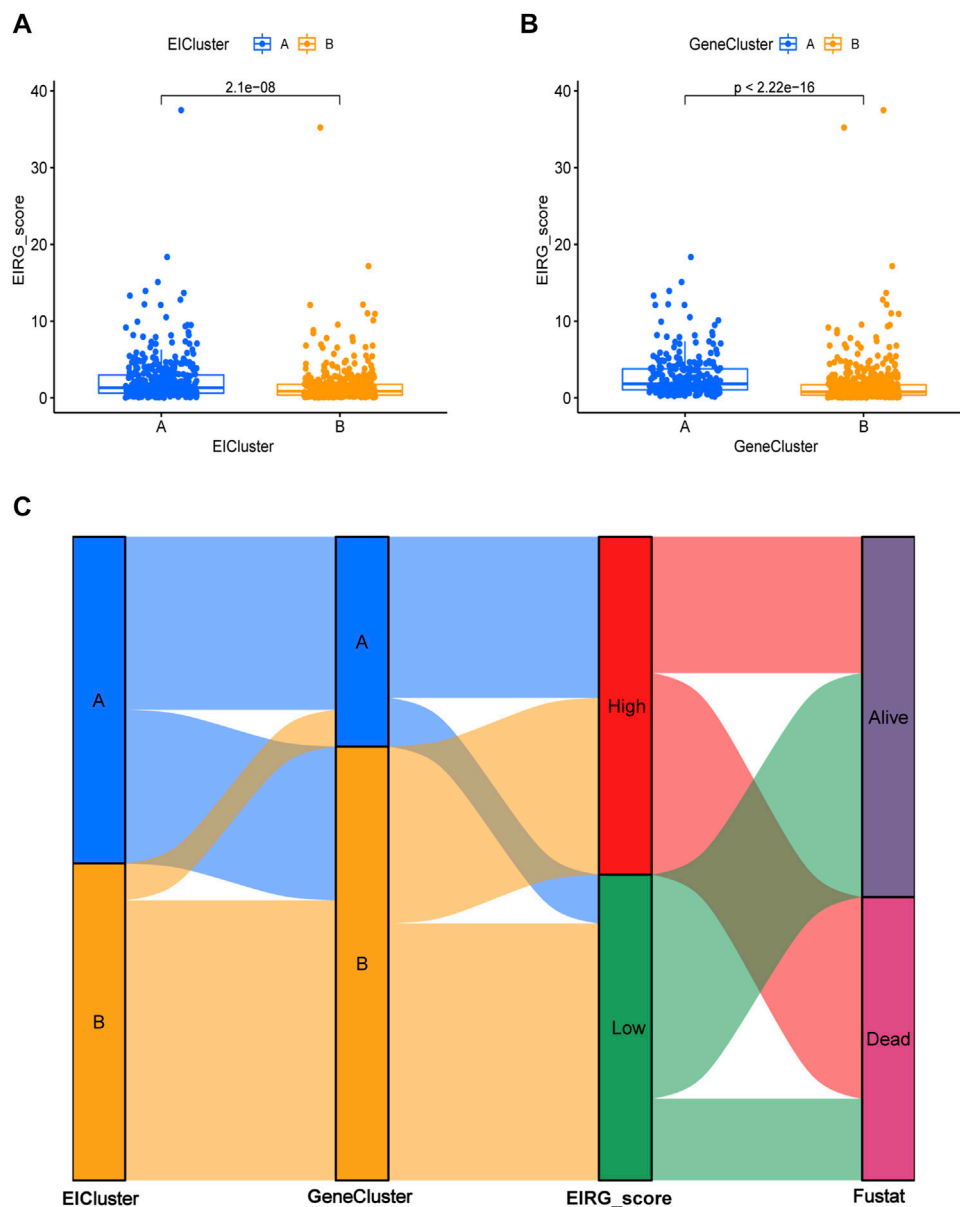 A
EICluster A B
2.1e−08
40
30
20
10
0
EIRG_score
A B
EICluster
B
GeneCluster A B
p < 2.22e−16
40
30
20
10
0
EIRG_score
A B
GeneCluster
C
A
B
A
B
High
Low
Alive
Dead
EICluster GeneCluster EIRG_score Fustat